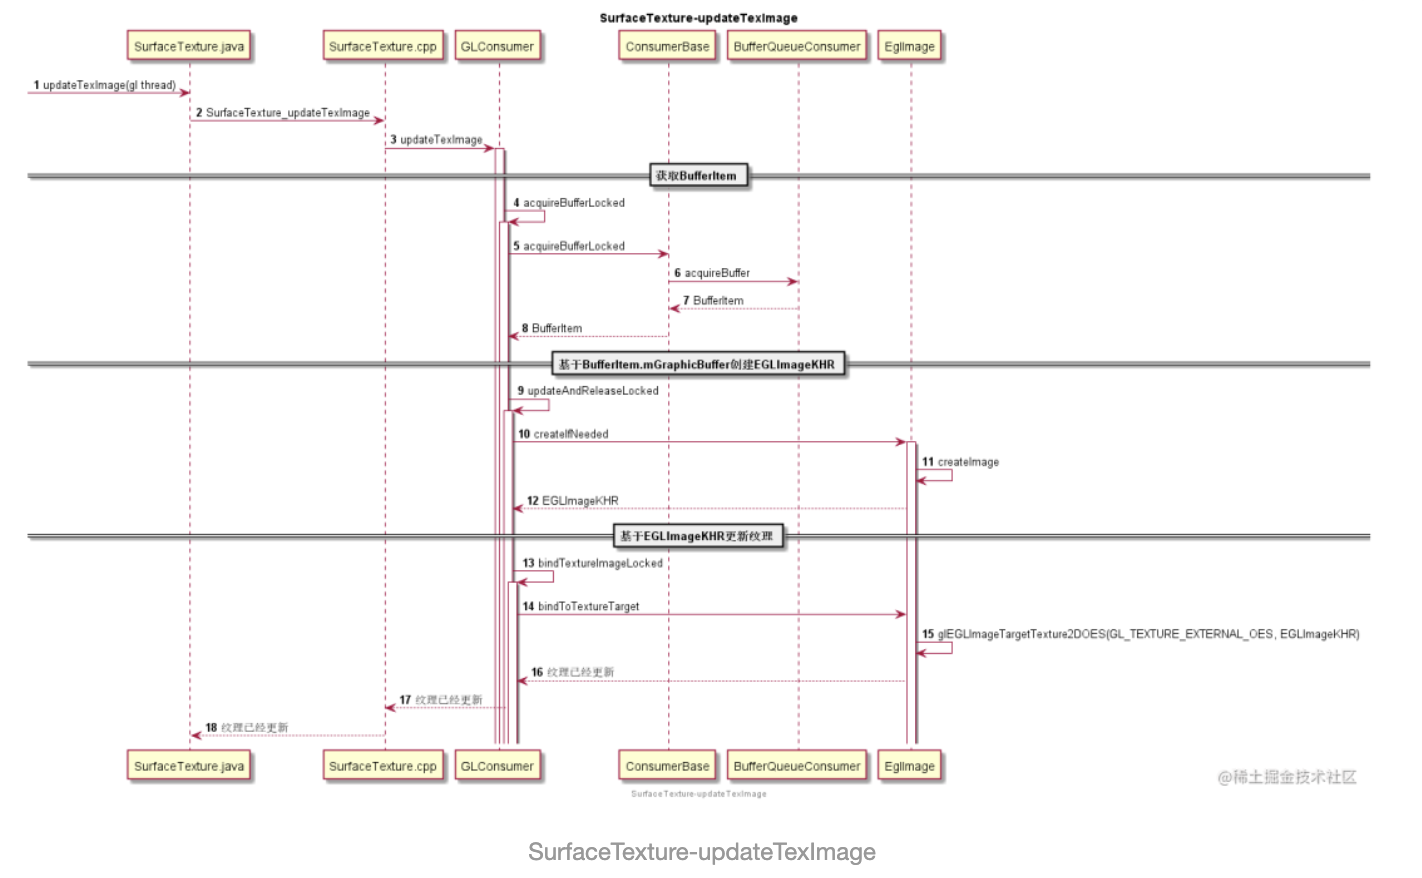 SurfaceTexture-updateTexImage
SurfaceTexture.java SurfaceTexture.cpp GLConsumer ConsumerBase BufferQueueConsumer EglImage
1 updateTexImage(gl thread)
2 SurfaceTexture_updateTexImage
3 updateTexImage
获取BufferItem
4 acquireBufferLocked
5 acquireBufferLocked
6 acquireBuffer
7 BufferItem
8 BufferItem
基于BufferItem.mGraphicBuffer创建EGLImageKHR
9 updateAndReleaseLocked
10 createIfNeeded
11 createImage
12 EGLImageKHR
基于EGLImageKHR更新纹理
13 bindTextureImageLocked
14 bindToTextureTarget
15 glEGLImageTargetTexture2DOES(GL_TEXTURE_EXTERNAL_OES, EGLImageKHR)
16 纹理已经更新
17 纹理已经更新
18 纹理已经更新
SurfaceTexture.java SurfaceTexture.cpp GLConsumer ConsumerBase BufferQueueConsumer EglImage
@稀土掘金技术社区
SurfaceTexture-updateTexImage
SurfaceTexture-updateTexImage